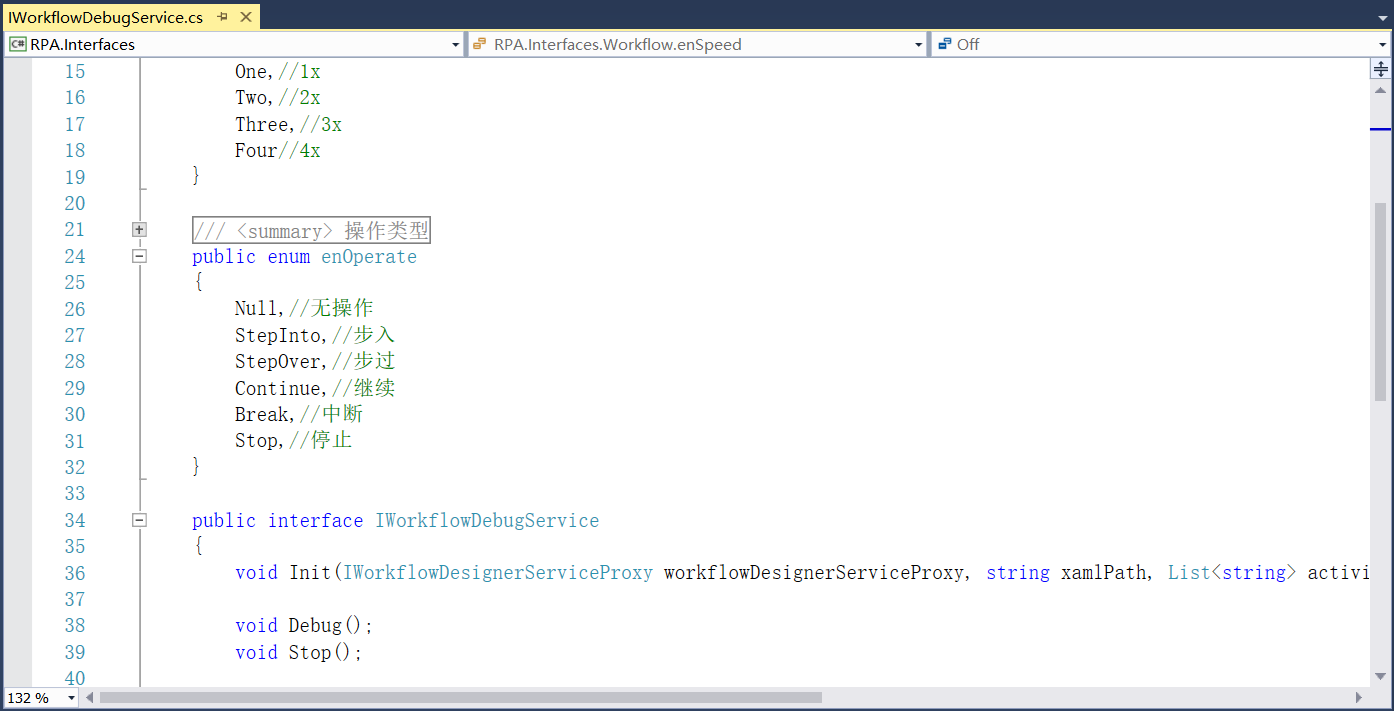 IWorkflowDebugService.cs
RPA.Interfaces RPA.Interfaces.Workflow.enSpeed Off
15 One,//1x
16 Two,//2x
17 Three,//3x
18 Four//4x
19 }
20
21 /// <summary> 操作类型
24 public enum enOperate
25 {
26 Null,//无操作
27 StepInto,//步入
28 StepOver,//步过
29 Continue,//继续
30 Break,//中断
31 Stop,//停止
32 }
33
34 public interface IWorkflowDebugService
35 {
36 void Init(IWorkflowDesignerServiceProxy workflowDesignerServiceProxy, string xamlPath, List<string> activi
37
38 void Debug();
39 void Stop();
40
132 %